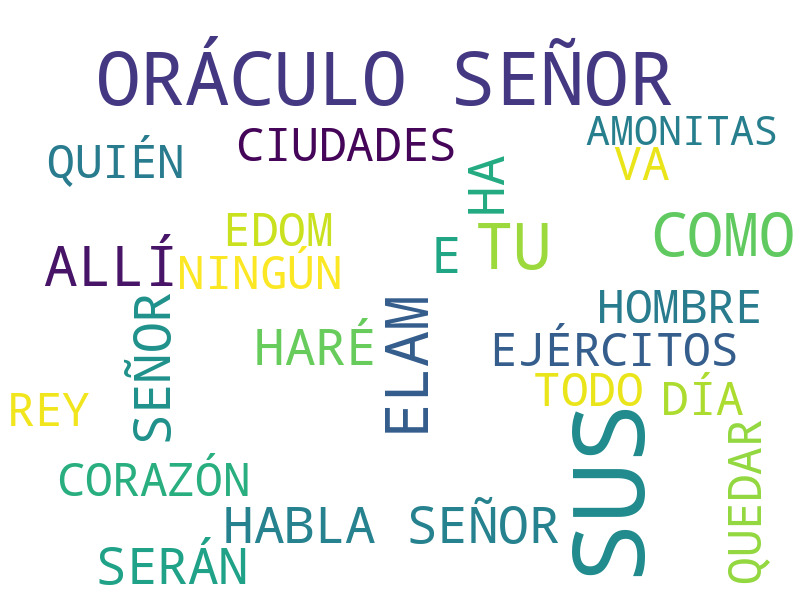 ORÁCULO SEÑOR
AMONITAS
CIUDADES
QUIÉN
VA
HA
COMO
EDOM
TU
E
ALLÍ
NINGÚN
HOMBRE
SEÑOR
HARÉ
ELAM
EJÉRCITOS
TODO
DÍA
REY
SUS
QUEDAR
CORAZÓN
HABLA SEÑOR
SERÁN